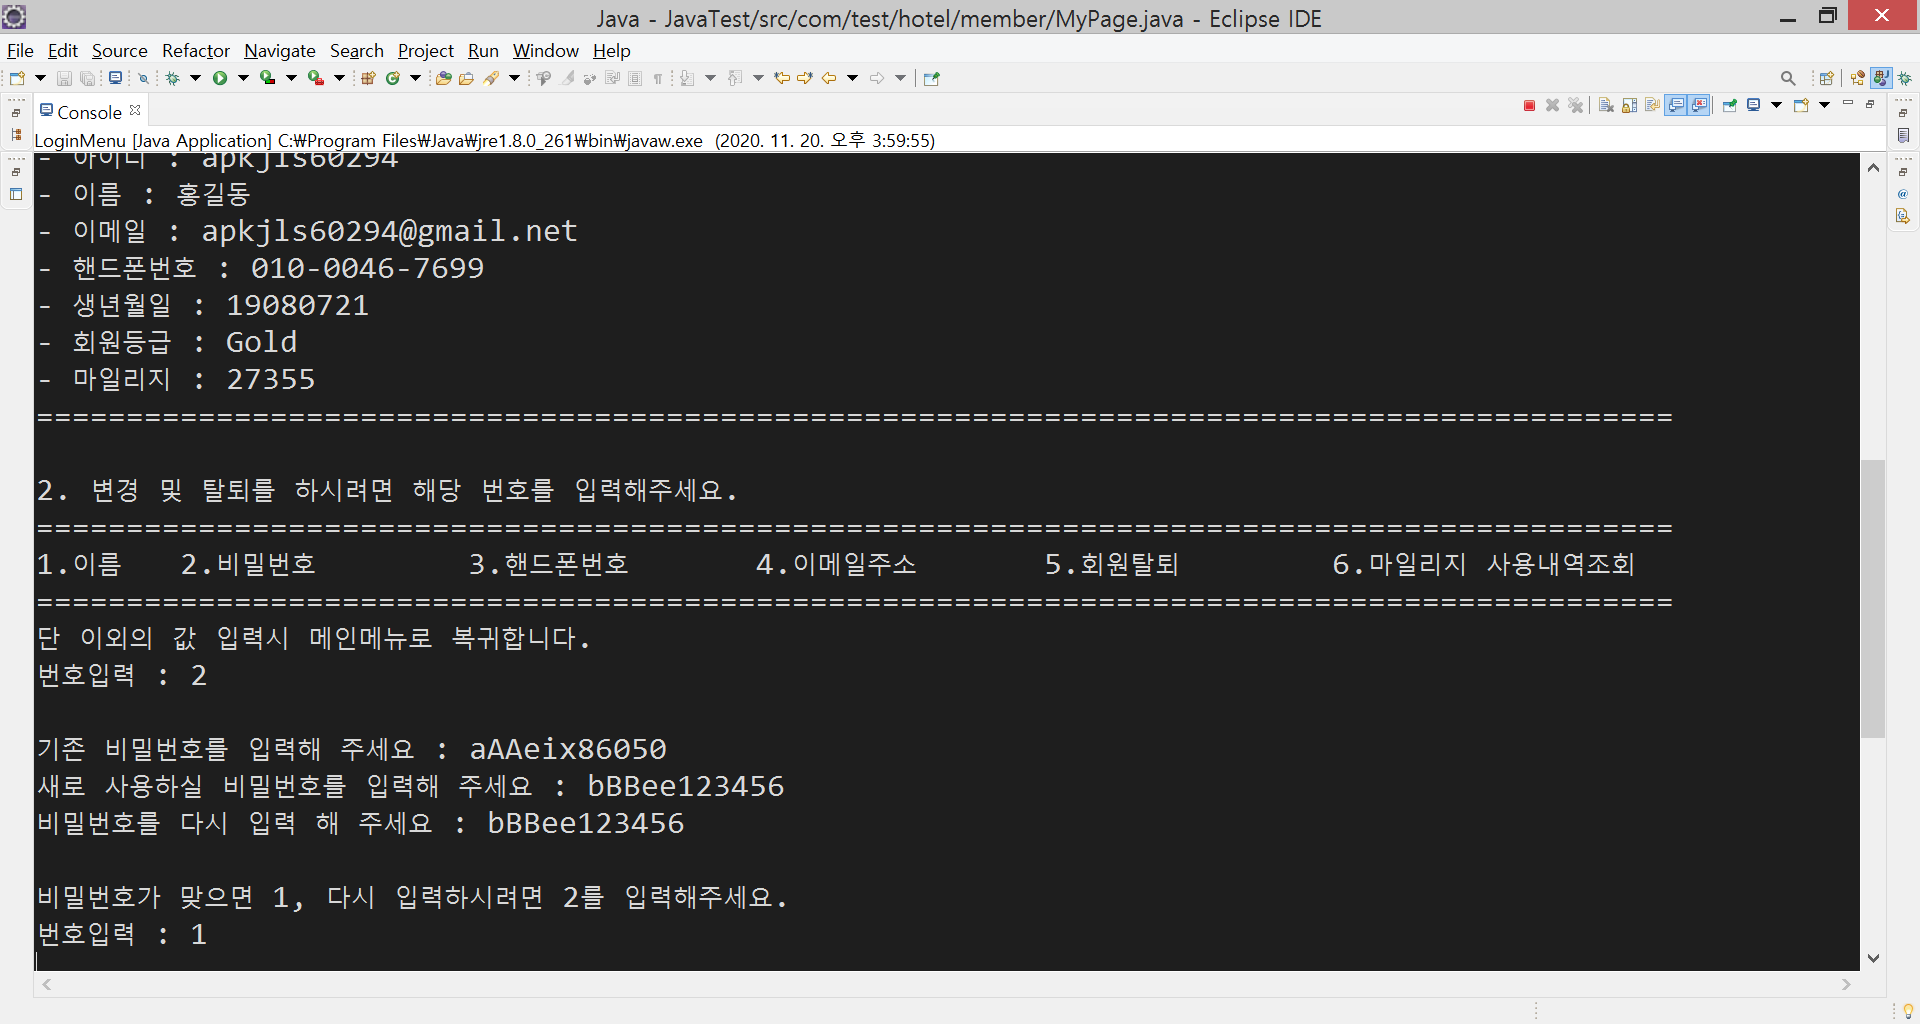 Java - JavaTest/src/com/test/hotel/member/MyPage.java - Eclipse IDE
File Edit Source Refactor Navigate Search Project Run Window Help
Console
LoginMenu [Java Application] C:₩Program Files₩Java₩jre1.8.0_261₩bin₩javaw.exe (2020. 11. 20. 오후 3:59:55)
- 아이디 : apkjls60294
- 이름 : 홍길동
- 이메일 : apkjls60294@gmail.net
- 핸드폰번호 : 010-0046-7699
- 생년월일 : 19080721
- 회원등급 : Gold
- 마일리지 : 27355
===========================================================================================
2. 변경 및 탈퇴를 하시려면 해당 번호를 입력해주세요.
===========================================================================================
1.이름 2.비밀번호 3.핸드폰번호 4.이메일주소 5.회원탈퇴 6.마일리지 사용내역조회
===========================================================================================
단 이외의 값 입력시 메인메뉴로 복귀합니다.
번호입력 : 2
기존 비밀번호를 입력해 주세요 : aAAeix86050
새로 사용하실 비밀번호를 입력해 주세요 : bBBee123456
비밀번호를 다시 입력 해 주세요 : bBBee123456
비밀번호가 맞으면 1, 다시 입력하시려면 2를 입력해주세요.
번호입력 : 1